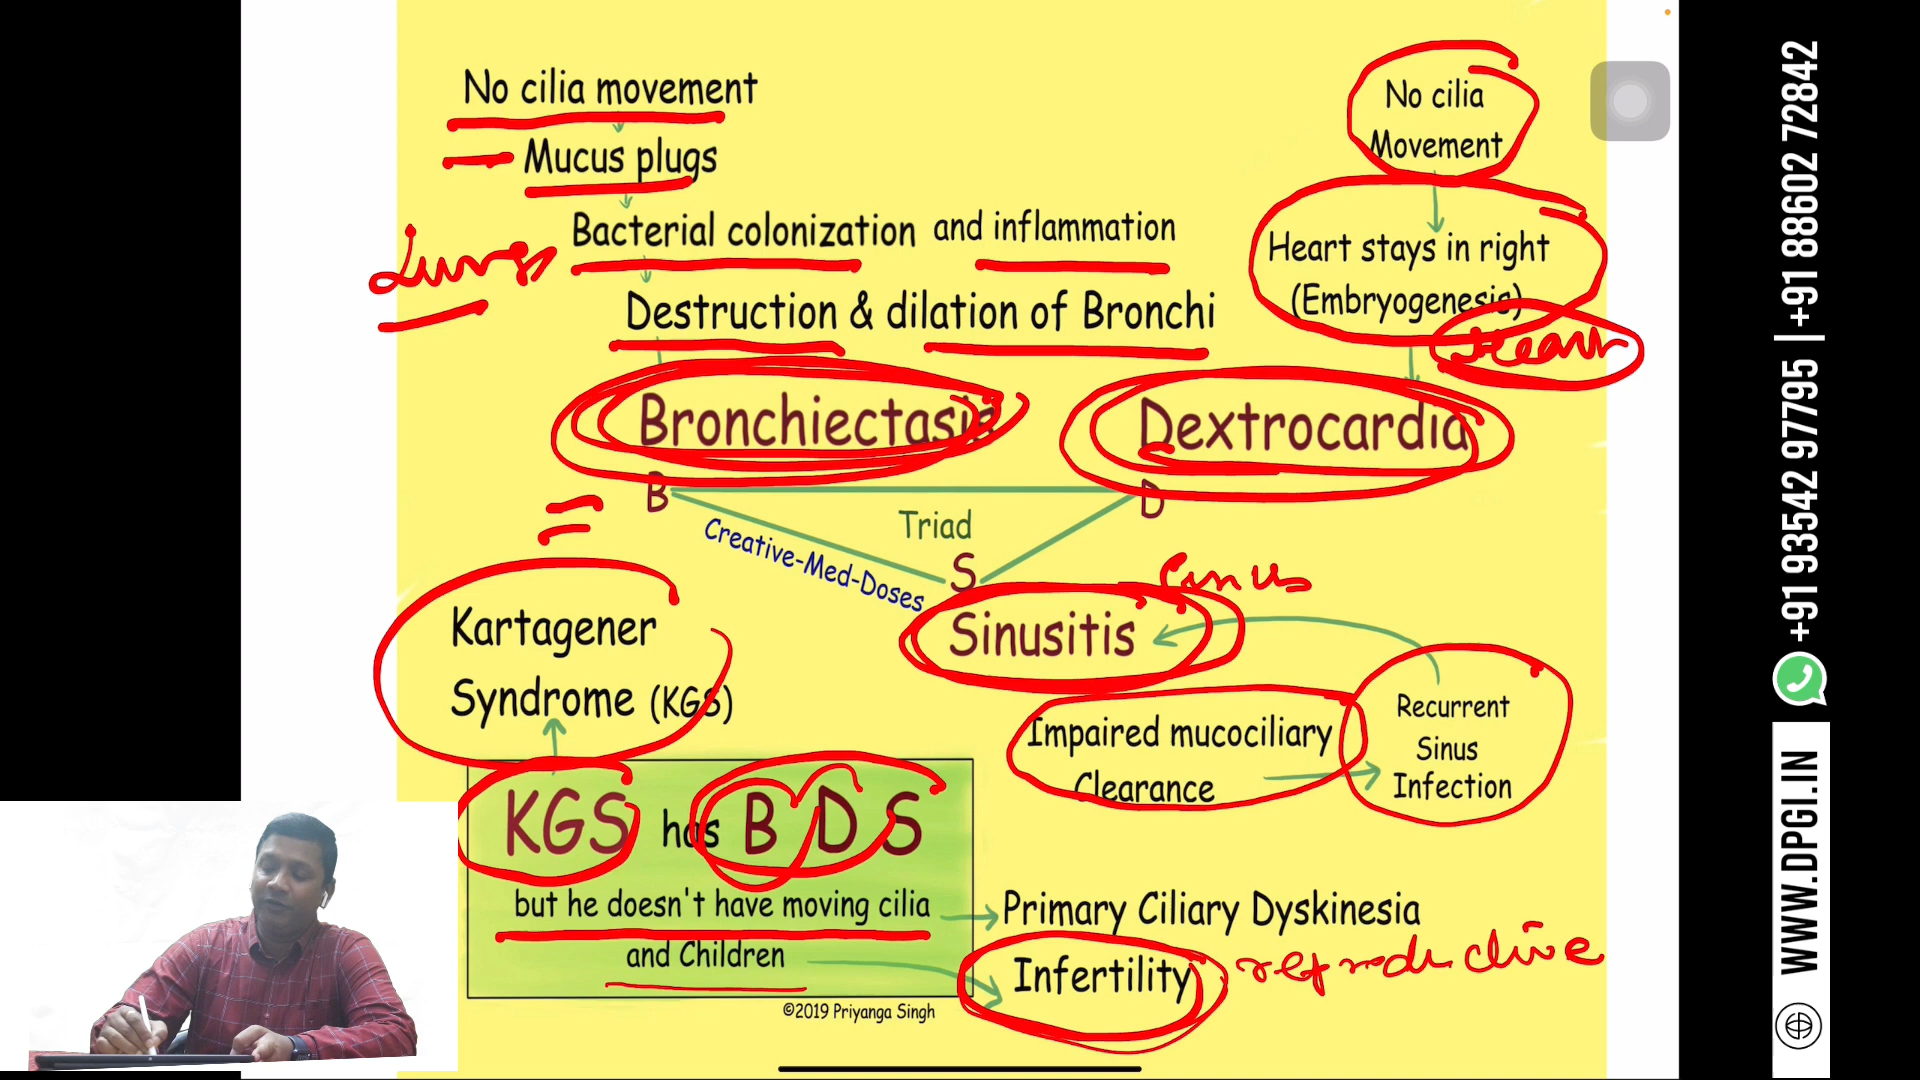 No cilia movement
Mucus plugs
Bacterial colonization and inflammation
Lungs
Destruction & dilation of Bronchi
Bronchiectasis
No cilia
Movement
Heart stays in right
(Embryogenesis)
Heart
Dextrocardia
B
D
Triad
S
Creative-Med-Doses
Sinus
Sinusitis
Kartagener
Syndrome (KGS)
Impaired mucociliary
Clearance
Recurrent
Sinus
Infection
KGS has BDS
but he doesn't have moving cilia
and Children
Primary Ciliary Dyskinesia
Infertility
reproductive
©2019 Priyanga Singh
WWW.DPGI.IN
+91 93542 97795 | +91 88602 72842